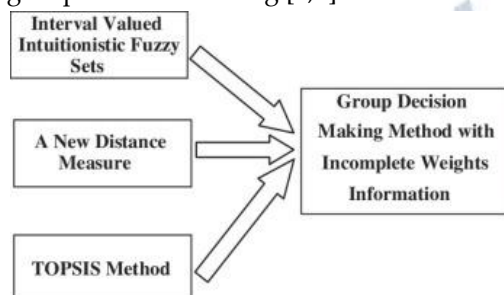 Interval Valued
Intuitionistic Fuzzy
Sets
A New Distance
Measure
TOPSIS Method
Group Decision
Making Method with
Incomplete Weights
Information